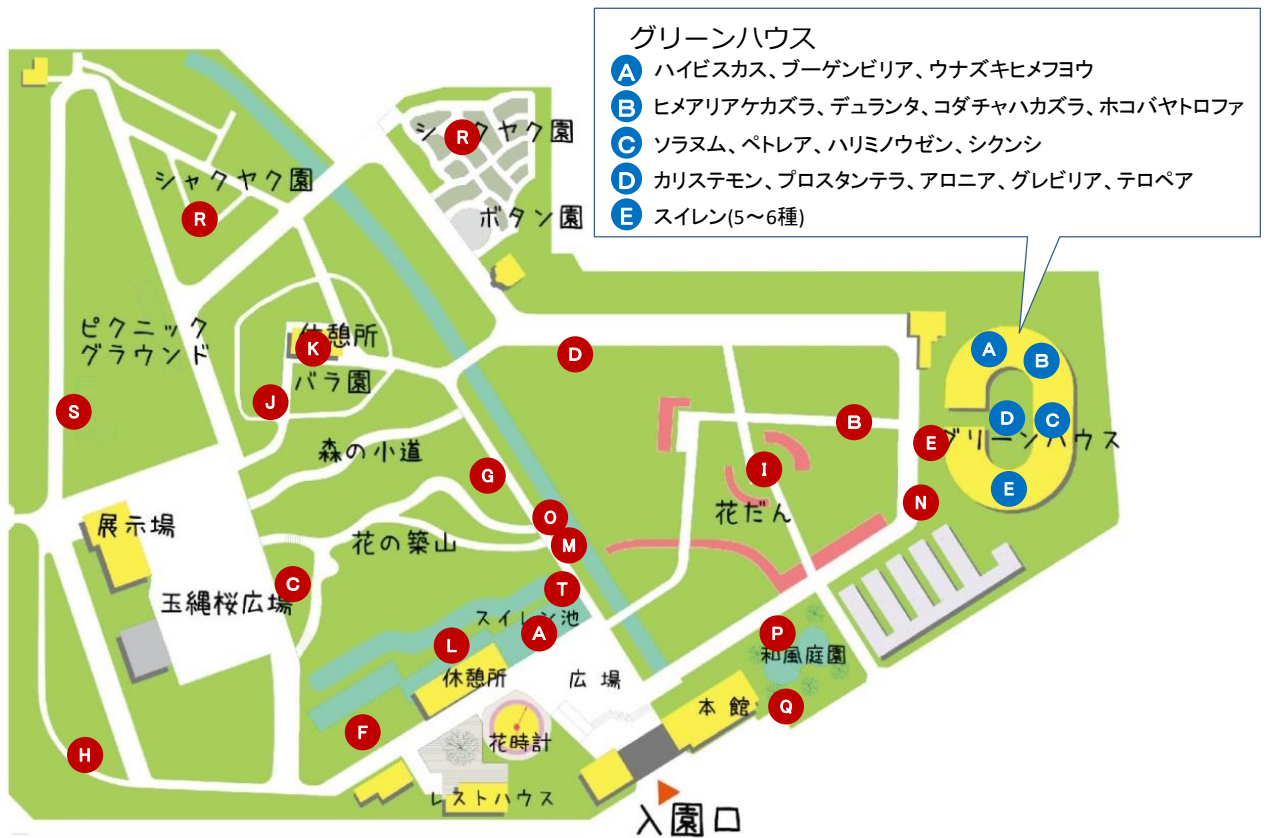 グリーンハウス
A ハイビスカス、ブーゲンビリア、ウナズキヒメフヨウ
B ヒメアリアケカズラ、デュランタ、コダチャハカズラ、ホコバヤトロファ
C ソラヌム、ペトレア、ハリミノウゼン、シクンシ
D カリステモン、プロスタンテラ、アロニア、グレビリア、テロペア
E スイレン(5～6種)
シャクヤク園
R
シャクヤク園
R
ボタン園
ピクニック
グラウンド
休憩所
K
バラ園
J
S
D
A
B
D
C
B
E
グリーンハウス
森の小道
G
I
E
N
花だん
O
M
展示場
花の築山
C
玉縄桜広場
T
スイレン池
A
L
P
和風庭園
休憩所
広場
本館
Q
F
花時計
H
レストハウス
入園口